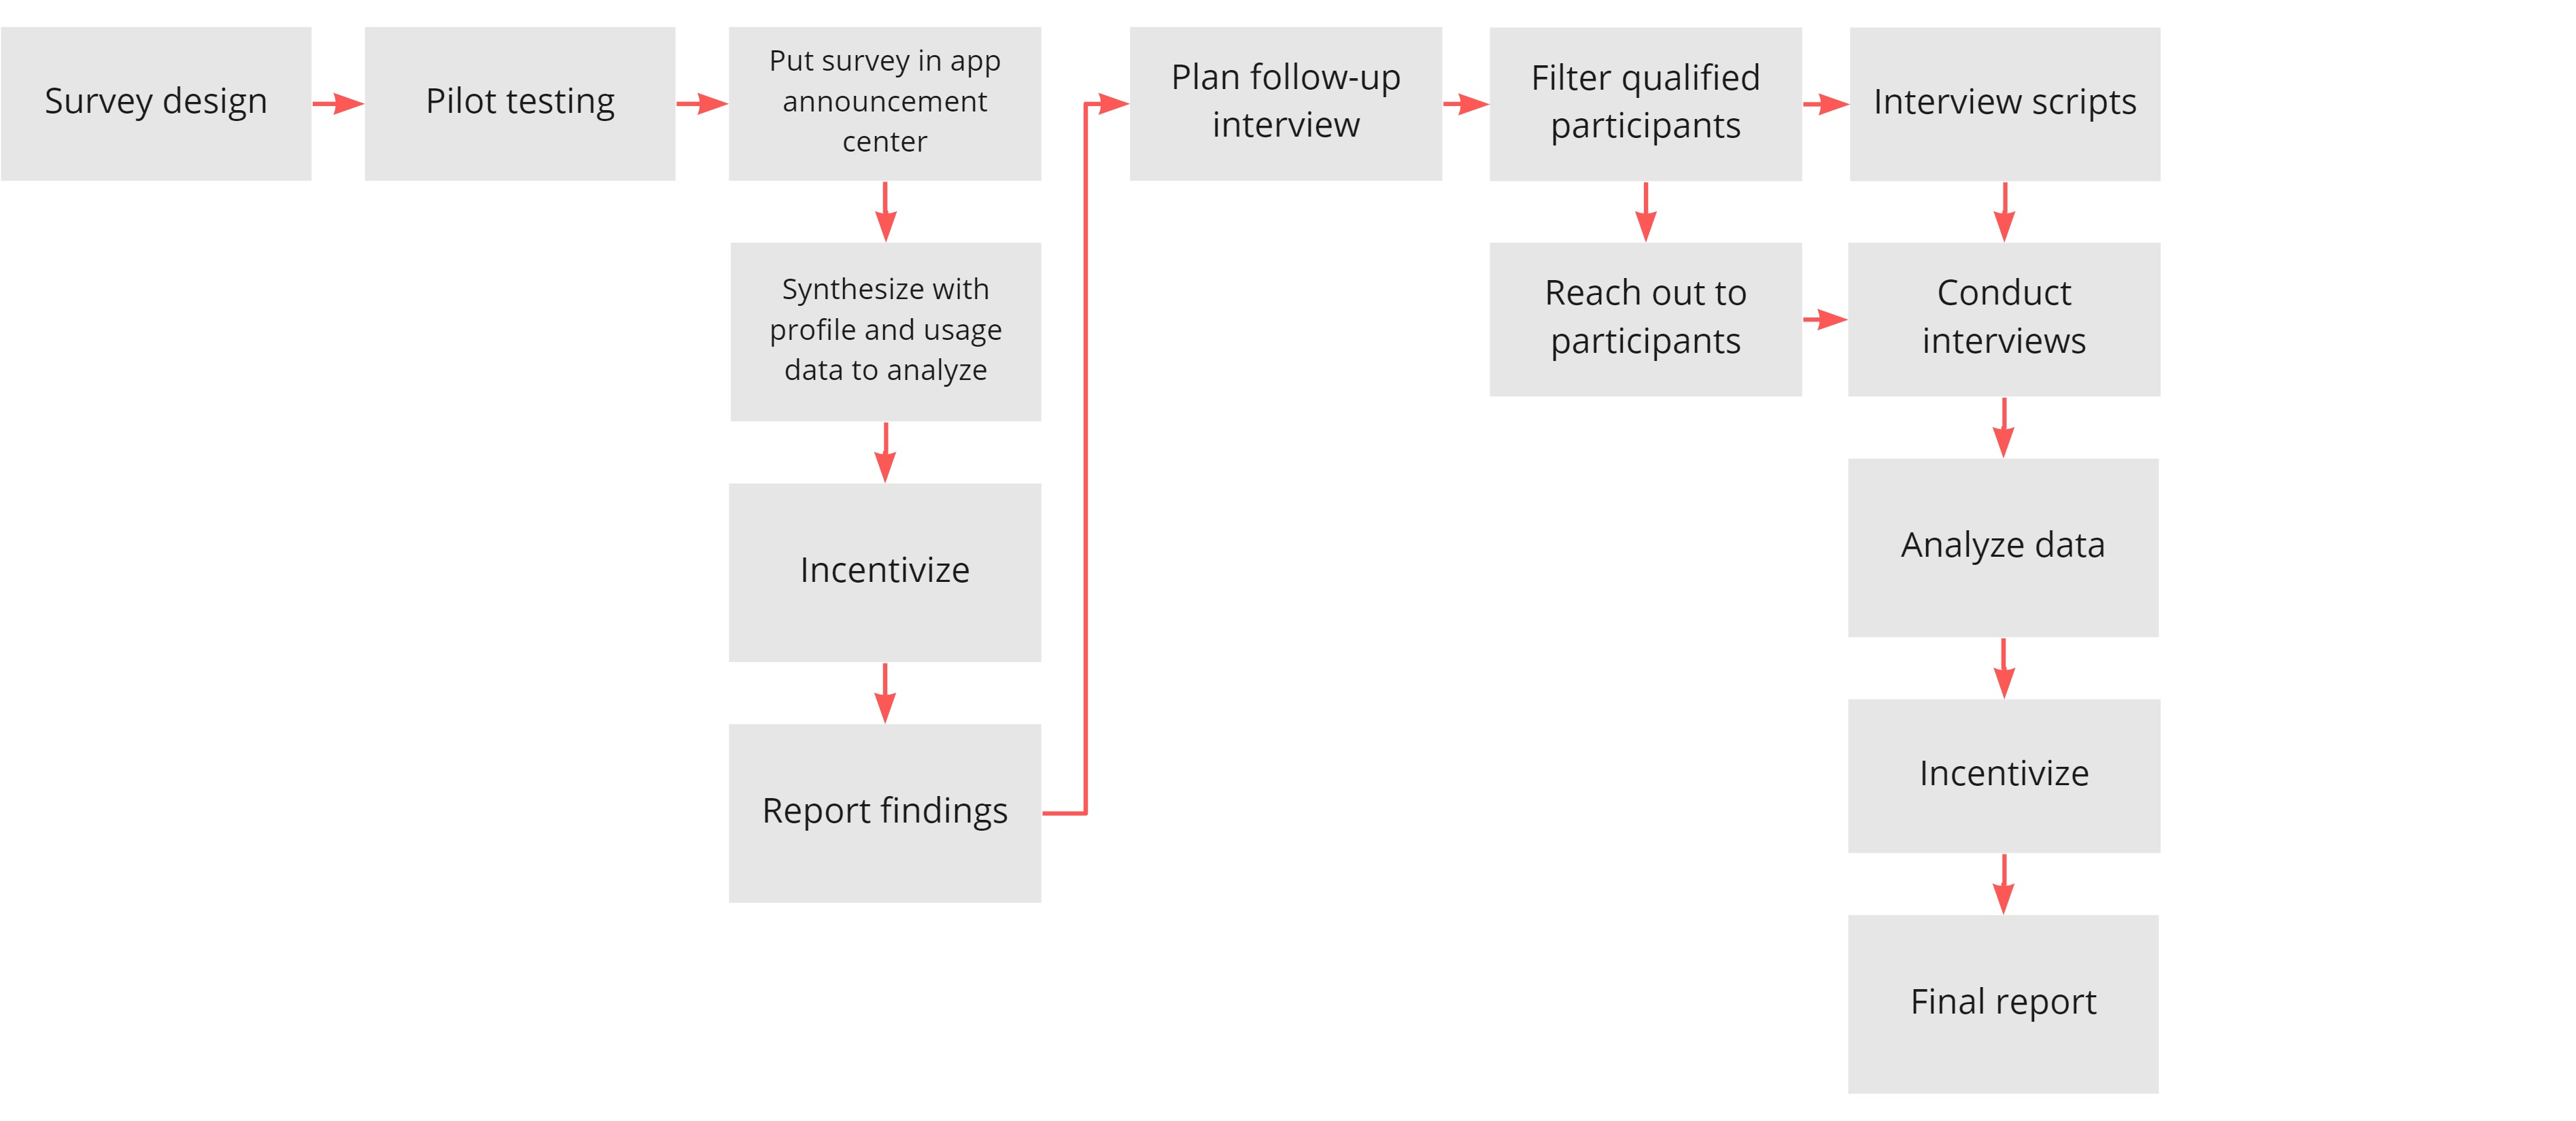 Survey design
Pilot testing
Put survey in app
announcement
center
Synthesize with
profile and usage
data to analyze
Incentivize
Report findings
Plan follow-up
interview
Filter qualified
participants
Interview scripts
Reach out to
participants
Conduct
interviews
Analyze data
Incentivize
Final report